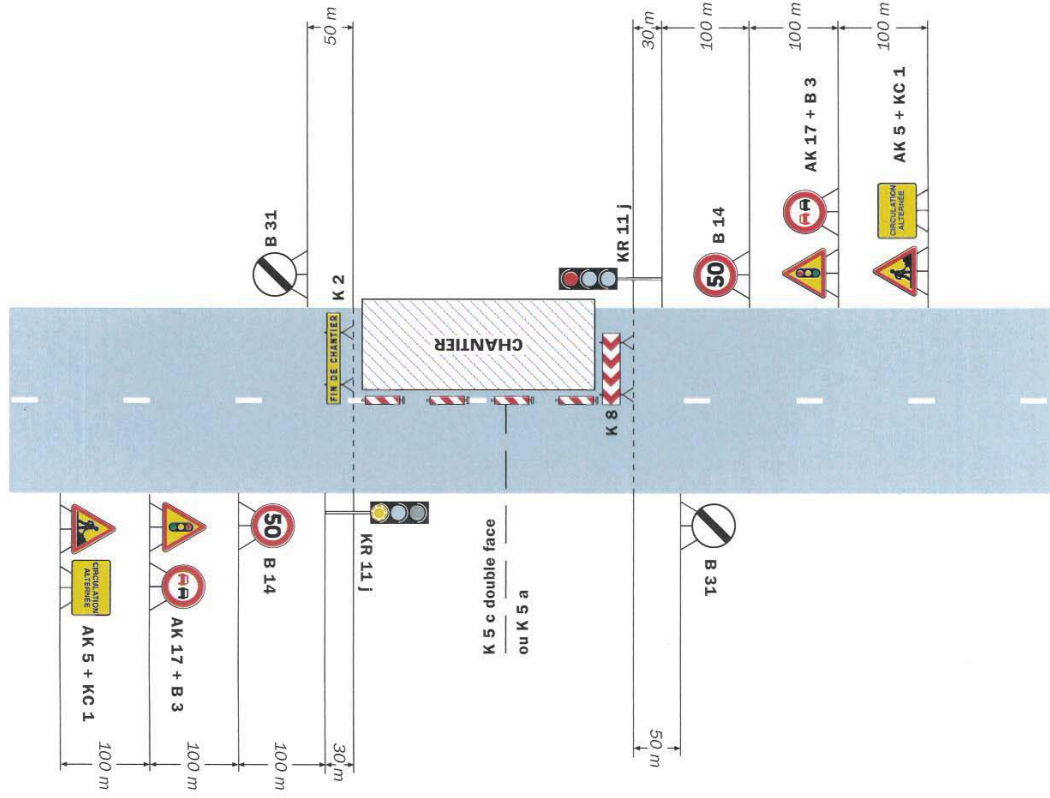 50 m
30 m
100 m
100 m
100 m
B 31
K 2
FIN DE CHANTIER
CHANTIER
KR 11 j
B 14
50
AK 17 + B 3
AK 5 + KC 1
CIRCULATION
ALTERNÉE
K 8
CIRCULATION
ALTERNÉE
AK 5 + KC 1
AK 17 + B 3
50
B 14
KR 11 j
K 5 c double face
ou K 5 a
B 31
100 m
100 m
100 m
30 m
50 m